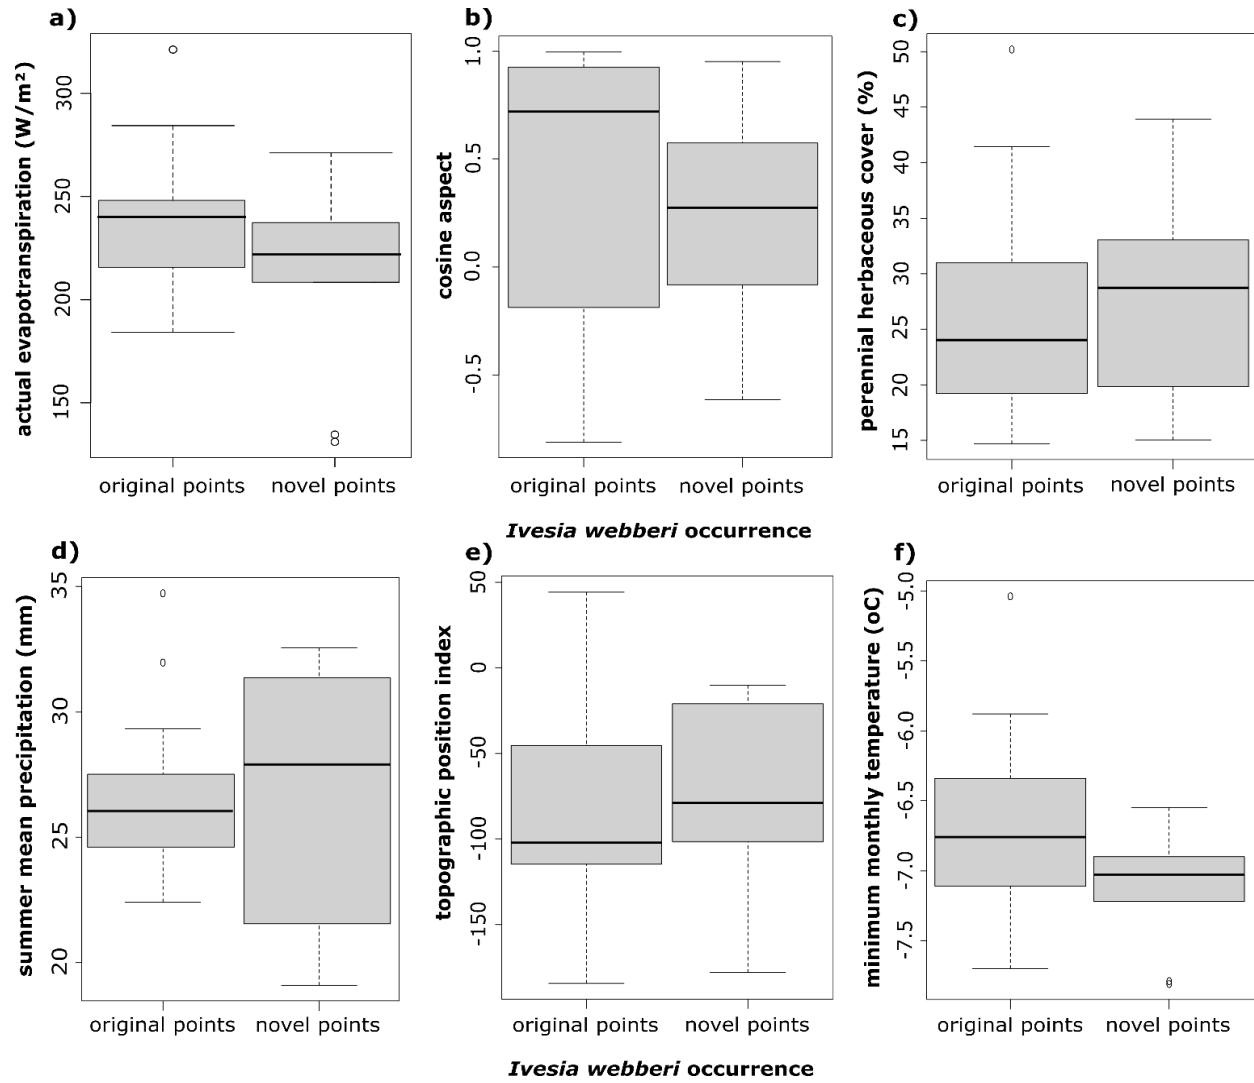 a)
actual evapotranspiration (W/m²)
300
250
200
150
original points novel points
b)
cosine aspect
1.0
0.5
0.0
-0.5
original points novel points
c)
perennial herbaceous cover (%)
50
45
40
35
30
25
20
15
original points novel points
Ivesia webberi occurrence
d)
summer mean precipitation (mm)
35
30
25
20
original points novel points
e)
topographic position index
50
0
-50
-100
-150
original points novel points
f)
minimum monthly temperature (oC)
-5.0
-5.5
-6.0
-6.5
-7.0
-7.5
original points novel points
Ivesia webberi occurrence